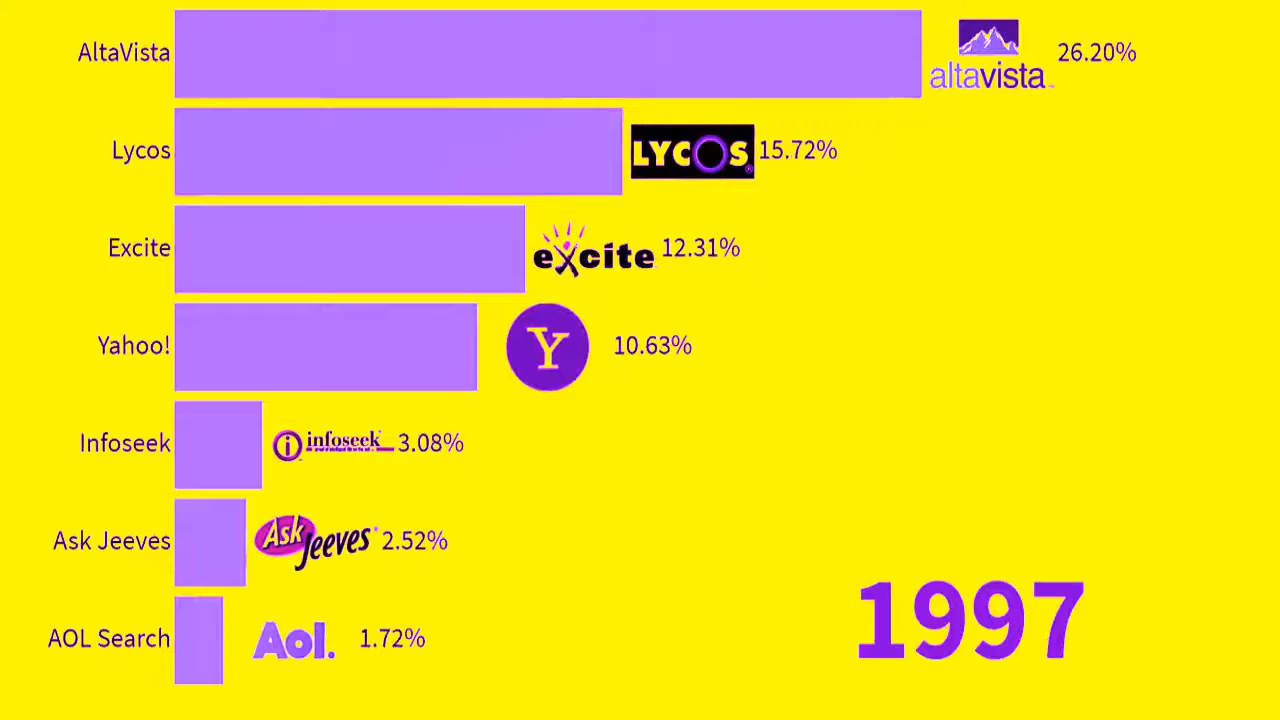 AltaVista altavista 26.20%
Lycos LYCOS® 15.72%
Excite excite 12.31%
Yahoo! Y 10.63%
Infoseek i infoseek 3.08%
Ask Jeeves Ask Jeeves 2.52%
AOL Search Aol. 1.72%
1997